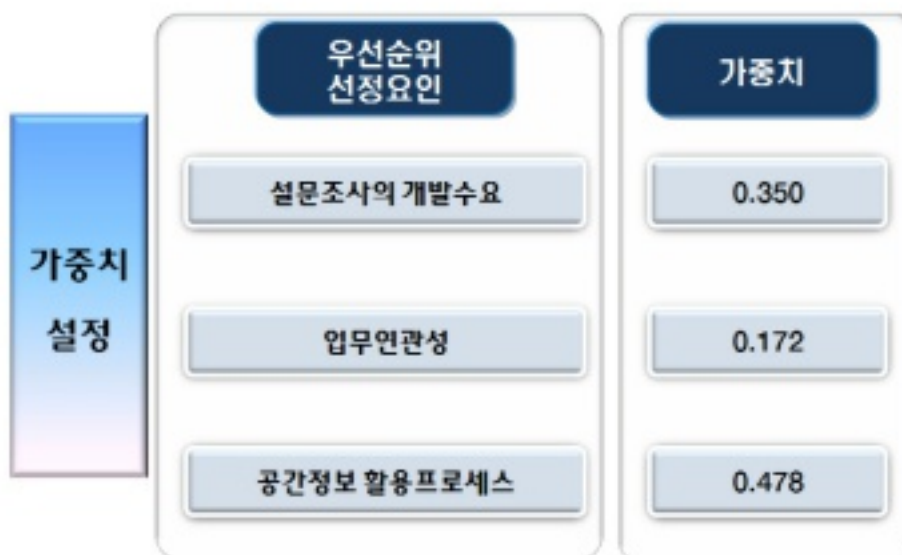 우선순위
선정요인
가중치
가중치
설정
설문조사의 개발수요
0.350
업무연관성
0.172
공간정보 활용프로세스
0.478